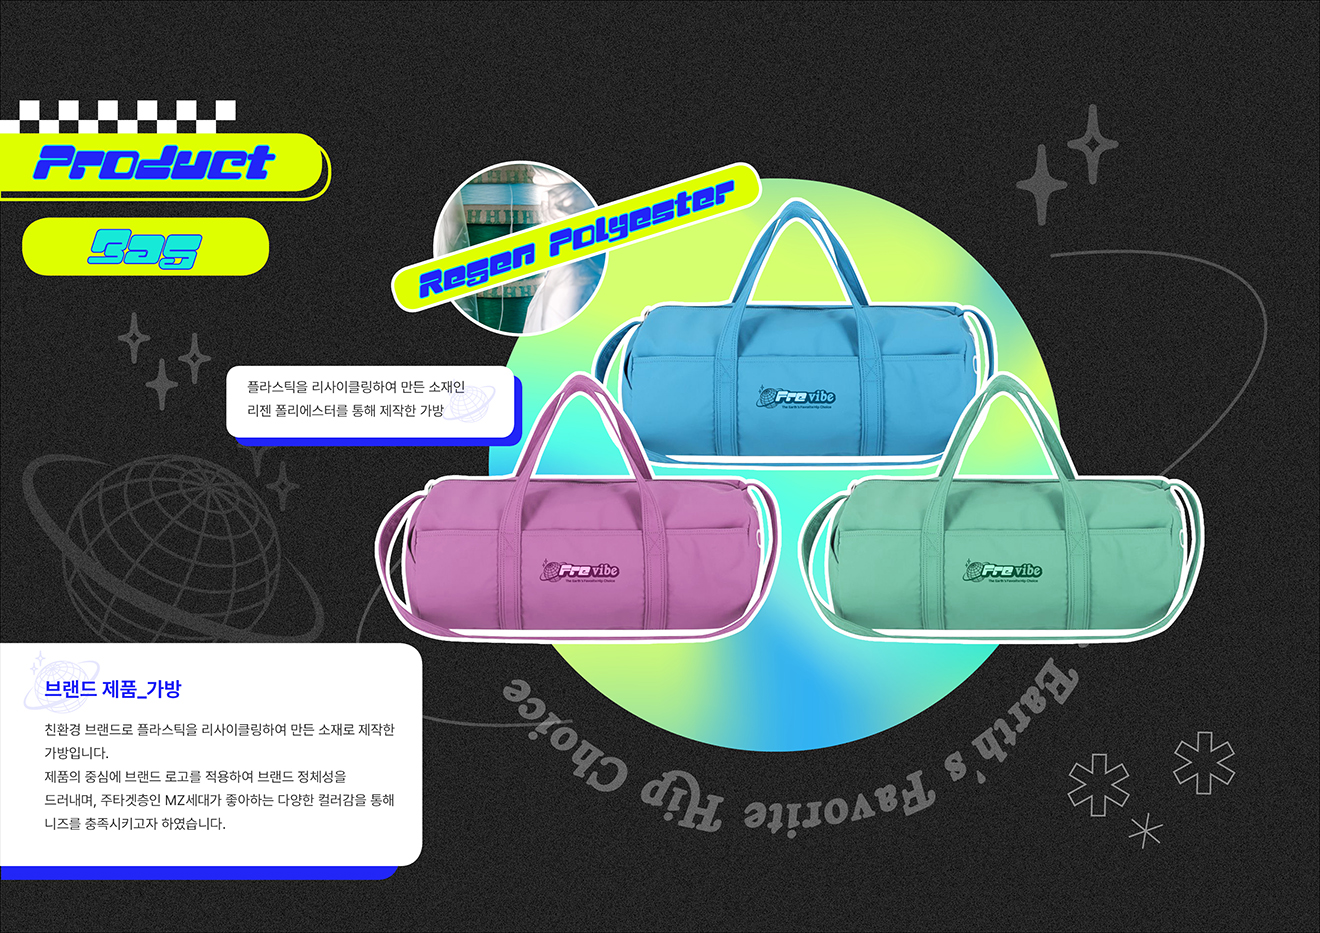 Product
Bag
Regen Polyester
플라스틱을 리사이클링하여 만든 소재인
리젠 폴리에스터를 통해 제작한 가방
Fre vibe
The Earth's Favorite Hip Choice
Fre vibe
The Earth's Favorite Hip Choice
Fre vibe
The Earth's Favorite Hip Choice
브랜드 제품_가방
친환경 브랜드로 플라스틱을 리사이클링하여 만든 소재로 제작한
가방입니다.
제품의 중심에 브랜드 로고를 적용하여 브랜드 정체성을
드러내며, 주타겟층인 MZ세대가 좋아하는 다양한 컬러감을 통해
니즈를 충족시키고자 하였습니다.
Earth's Favorite Hip Choice